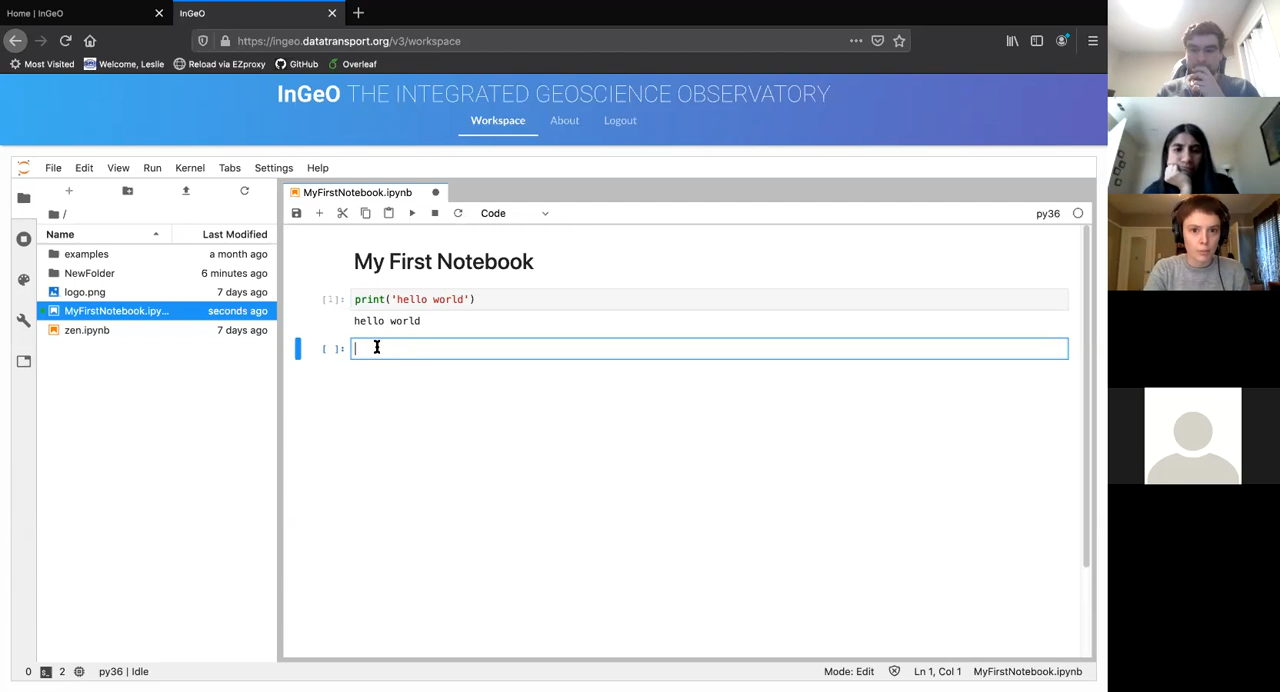 Home | InGeO
InGeO
https://ingeo.datatransport.org/v3/workspace
Most Visited Welcome, Leslie Reload via EZproxy GitHub Overleaf
InGeO THE INTEGRATED GEOSCIENCE OBSERVATORY
Workspace About Logout
File Edit View Run Kernel Tabs Settings Help
MyFirstNotebook.ipynb
/
Code
py36
Name Last Modified
examples a month ago
NewFolder 6 minutes ago
logo.png 7 days ago
MyFirstNotebook.ipy... seconds ago
zen.ipynb 7 days ago
My First Notebook
[1]: print('hello world')
hello world
[ ]:
0 2 py36 | Idle Mode: Edit Ln 1, Col 1 MyFirstNotebook.ipynb